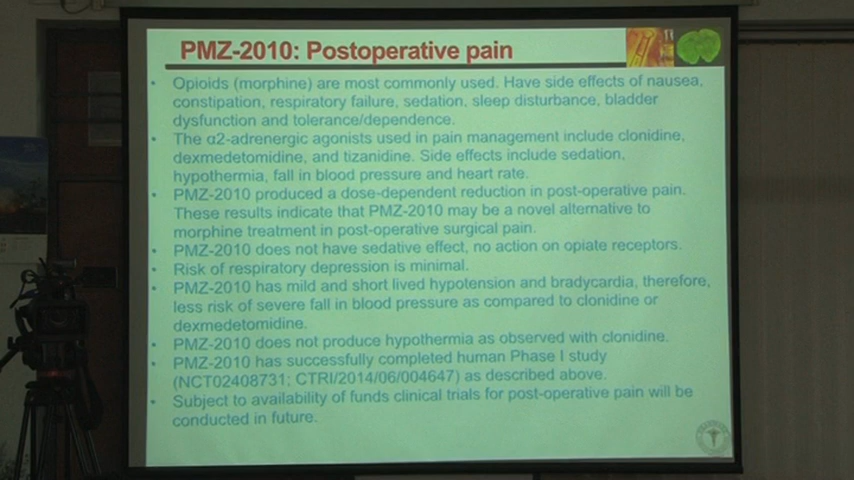 PMZ-2010: Postoperative pain
• Opioids (morphine) are most commonly used. Have side effects of nausea,
constipation, respiratory failure, sedation, sleep disturbance, bladder
dysfunction and tolerance/dependence.
• The α2-adrenergic agonists used in pain management include clonidine,
dexmedetomidine, and tizanidine. Side effects include sedation,
hypothermia, fall in blood pressure and heart rate.
• PMZ-2010 produced a dose-dependent reduction in post-operative pain.
These results indicate that PMZ-2010 may be a novel alternative to
morphine treatment in post-operative surgical pain.
• PMZ-2010 does not have sedative effect, no action on opiate receptors.
• Risk of respiratory depression is minimal.
• PMZ-2010 has mild and short lived hypotension and bradycardia, therefore,
less risk of severe fall in blood pressure as compared to clonidine or
dexmedetomidine.
• PMZ-2010 does not produce hypothermia as observed with clonidine.
• PMZ-2010 has successfully completed human Phase I study
(NCT02408731; CTRI/2014/06/004647) as described above.
• Subject to availability of funds clinical trials for post-operative pain will be
conducted in future.